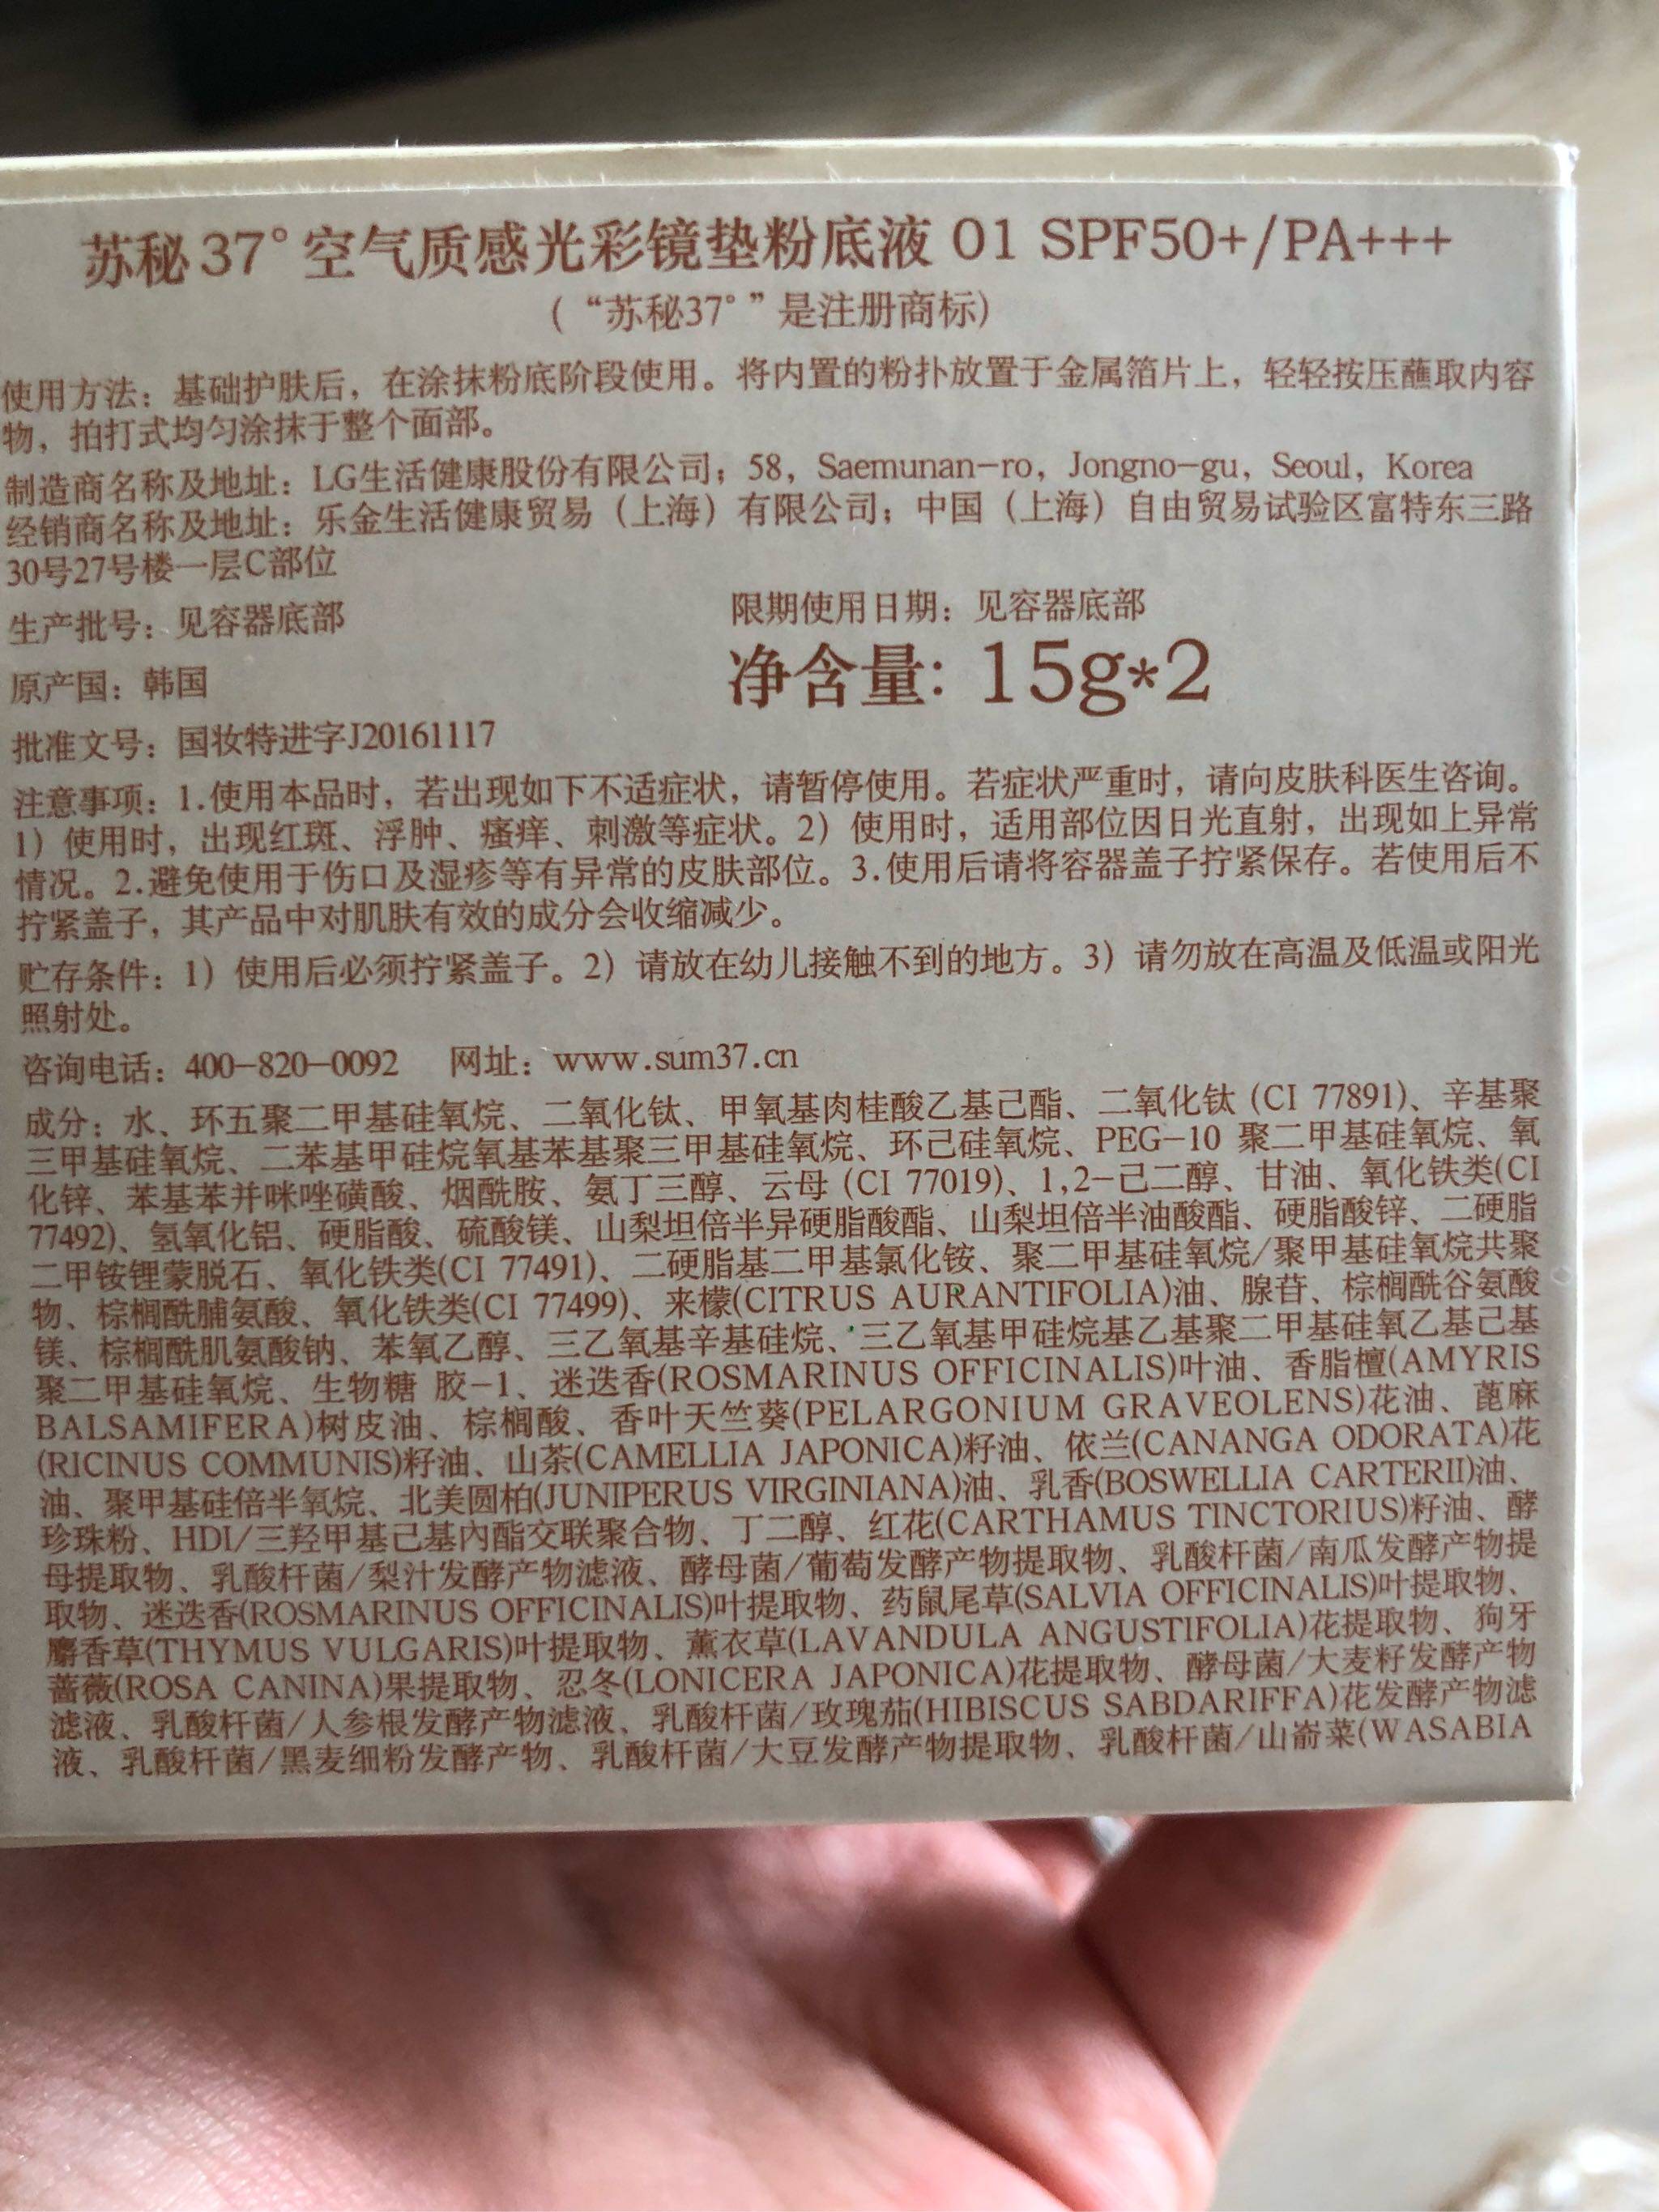 苏秘37°空气质感光彩镜垫粉底液 01 SPF50+/PA+++
(“苏秘37°”是注册商标)
使用方法：基础护肤后，在涂抹粉底阶段使用。将内置的粉扑放置于金属箔片上，轻轻按压蘸取内容
物，拍打式均匀涂抹于整个面部。
制造商名称及地址：LG生活健康股份有限公司；58，Saemunan-ro，Jongno-gu，Seoul，Korea
经销商名称及地址：乐金生活健康贸易（上海）有限公司；中国（上海）自由贸易试验区富特东三路
30号27号楼一层C部位
生产批号：见容器底部 限期使用日期：见容器底部
原产国：韩国 净含量：15g*2
批准文号：国妆特进字J20161117
注意事项：1.使用本品时，若出现如下不适症状，请暂停使用。若症状严重时，请向皮肤科医生咨询。
1）使用时，出现红斑、浮肿、瘙痒、刺激等症状。2）使用时，适用部位因日光直射，出现如上异常
情况。2.避免使用于伤口及湿疹等有异常的皮肤部位。3.使用后请将容器盖子拧紧保存。若使用后不
拧紧盖子，其产品中对肌肤有效的成分会收缩减少。
贮存条件：1）使用后必须拧紧盖子。2）请放在幼儿接触不到的地方。3）请勿放在高温及低温或阳光
照射处。
咨询电话：400-820-0092 网址：www.sum37.cn
成分：水、环五聚二甲基硅氧烷、二氧化钛、甲氧基肉桂酸乙基己酯、二氧化钛 (CI 77891)、辛基聚
三甲基硅氧烷、二苯基甲硅烷氧基苯基聚三甲基硅氧烷、环己硅氧烷、PEG-10 聚二甲基硅氧烷、氧
化锌、苯基苯并咪唑磺酸、烟酰胺、氨丁三醇、云母 (CI 77019)、1,2-己二醇、甘油、氧化铁类(CI
77492)、氢氧化铝、硬脂酸、硫酸镁、山梨坦倍半异硬脂酸酯、山梨坦倍半油酸酯、硬脂酸锌、二硬脂
二甲铵锂蒙脱石、氧化铁类(CI 77491)、二硬脂基二甲基氯化铵、聚二甲基硅氧烷/聚甲基硅氧烷共聚
物、棕榈酰脯氨酸、氧化铁类(CI 77499)、来檬(CITRUS AURANTIFOLIA)油、腺苷、棕榈酰谷氨酸
镁、棕榈酰肌氨酸钠、苯氧乙醇、三乙氧基辛基硅烷、三乙氧基甲硅烷基乙基聚二甲基硅氧乙基己基
聚二甲基硅氧烷、生物糖 胶-1、迷迭香(ROSMARINUS OFFICINALIS)叶油、香脂檀(AMYRIS
BALSAMIFERA)树皮油、棕榈酸、香叶天竺葵(PELARGONIUM GRAVEOLENS)花油、蓖麻
(RICINUS COMMUNIS)籽油、山茶(CAMELLIA JAPONICA)籽油、依兰(CANANGA ODORATA)花
油、聚甲基硅倍半氧烷、北美圆柏(JUNIPERUS VIRGINIANA)油、乳香(BOSWELLIA CARTERII)油、
珍珠粉、HDI/三羟甲基己基内酯交联聚合物、丁二醇、红花(CARTHAMUS TINCTORIUS)籽油、酵
母提取物、乳酸杆菌/梨汁发酵产物滤液、酵母菌/葡萄发酵产物提取物、乳酸杆菌/南瓜发酵产物提
取物、迷迭香(ROSMARINUS OFFICINALIS)叶提取物、药鼠尾草(SALVIA OFFICINALIS)叶提取物、
麝香草(THYMUS VULGARIS)叶提取物、薰衣草(LAVANDULA ANGUSTIFOLIA)花提取物、狗牙
蔷薇(ROSA CANINA)果提取物、忍冬(LONICERA JAPONICA)花提取物、酵母菌/大麦籽发酵产物
滤液、乳酸杆菌/人参根发酵产物滤液、乳酸杆菌/玫瑰茄(HIBISCUS SABDARIFFA)花发酵产物滤
液、乳酸杆菌/黑麦细粉发酵产物、乳酸杆菌/大豆发酵产物提取物、乳酸杆菌/山嵛菜(WASABIA